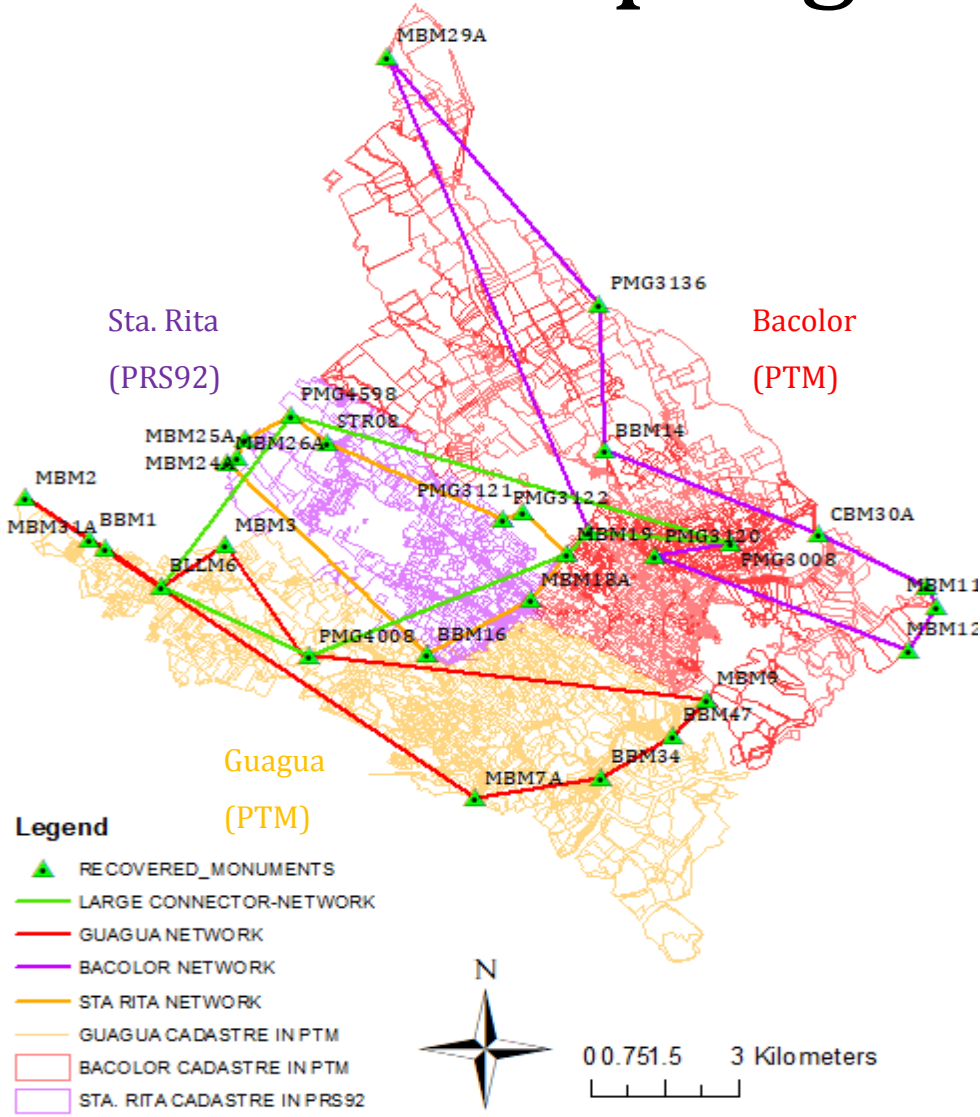 MBM29A
PMG3136
Sta. Rita
(PRS92)
Bacolor
(PTM)
PMG4598
STR08
MBM25A
MBM26A
MBM24A
BBM14
MBM2
PMG3121
PMG3122
CBM30A
MBM31A
BBM1
MBM3
MBM19
PMG3120
PMG3008
BLLM6
MBM18A
MBM11
MBM12
PMG4008
BBM16
MBM9
BBM47
BBM34
Guagua
(PTM)
MBM7A
Legend
RECOVERED_MONUMENTS
LARGE CONNECTOR-NETWORK
GUAGUA NETWORK
BACOLOR NETWORK
STA RITA NETWORK
GUAGUA CADASTRE IN PTM
BACOLOR CADASTRE IN PTM
STA. RITA CADASTRE IN PRS92
N
0 0.75 1.5 3 Kilometers